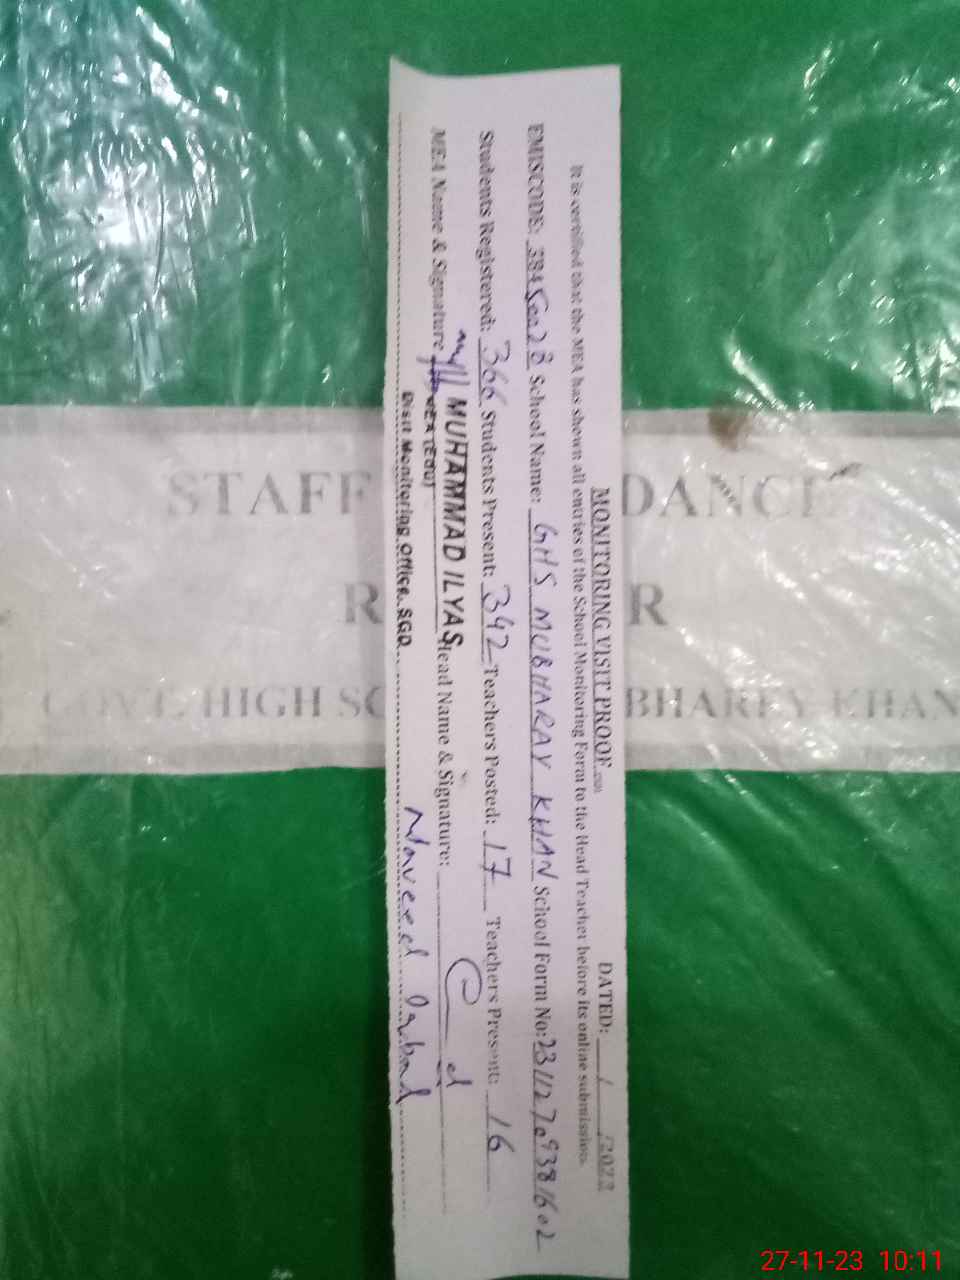 MONITORING VISIT PROOF DATED: ___/___/2023
It is certified that the MEA has shown all entries of the School Monitoring Form to the Head Teacher before its online submission.
EMISCODE: 38450028 School Name: GHS MUBHARAY KHAN School Form No: 23112709381602
Students Registered: 366 Students Present: 342 Teachers Posted: 17 Teachers Present: 16
MEA Name & Signature MUHAMMAD ILYAS Head Name & Signature:
Distt Monitoring Office, SGD Naveed Iqbal
STAFF DANCE
R R
GOVT. HIGH SC BHAREY KHAN
27-11-23 10:11